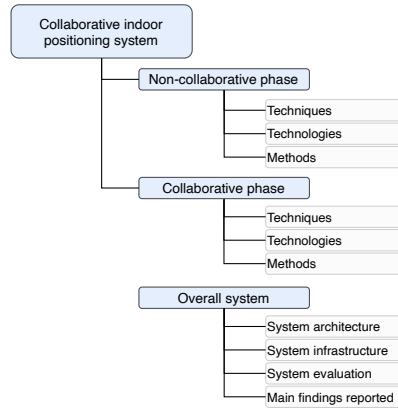 Collaborative indoor
positioning system
Non-collaborative phase
Techniques
Technologies
Methods
Collaborative phase
Techniques
Technologies
Methods
Overall system
System architecture
System infrastructure
System evaluation
Main findings reported